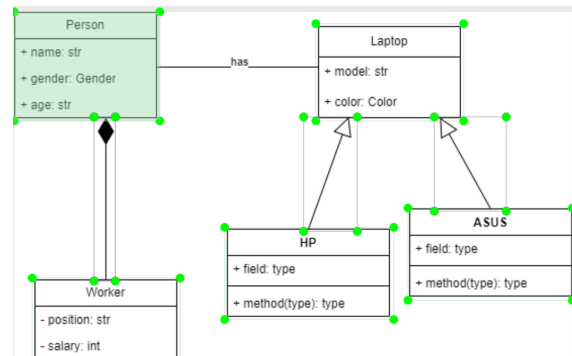 Person
+ name: str
+ gender: Gender
+ age: str
has
Laptop
+ model: str
+ color: Color
HP
+ field: type
+ method(type): type
ASUS
+ field: type
+ method(type): type
Worker
- position: str
- salary: int